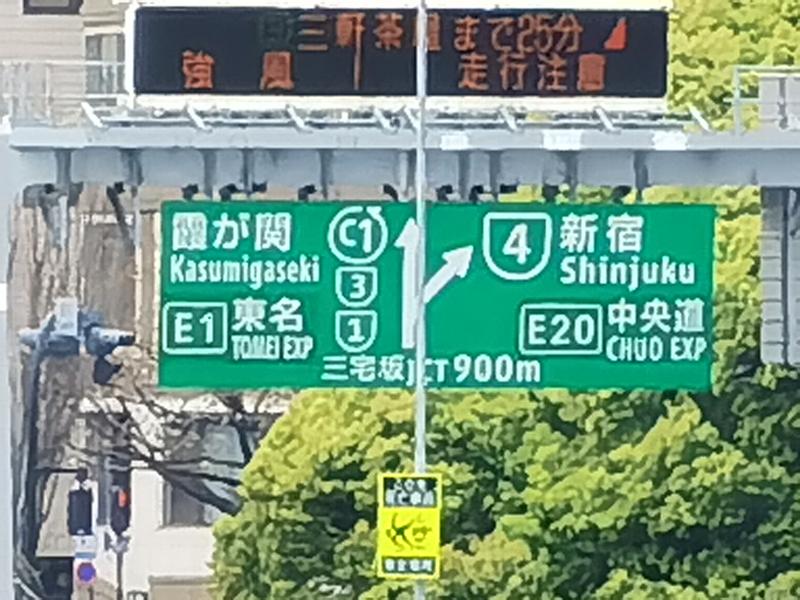 三軒茶屋まで25分
強 風 走行注意
霞が関 C1 4 新宿
Kasumigaseki 3 Shinjuku
E1 東名 1 E20 中央道
TOMEI EXP CHUO EXP
三宅坂JCT 900m